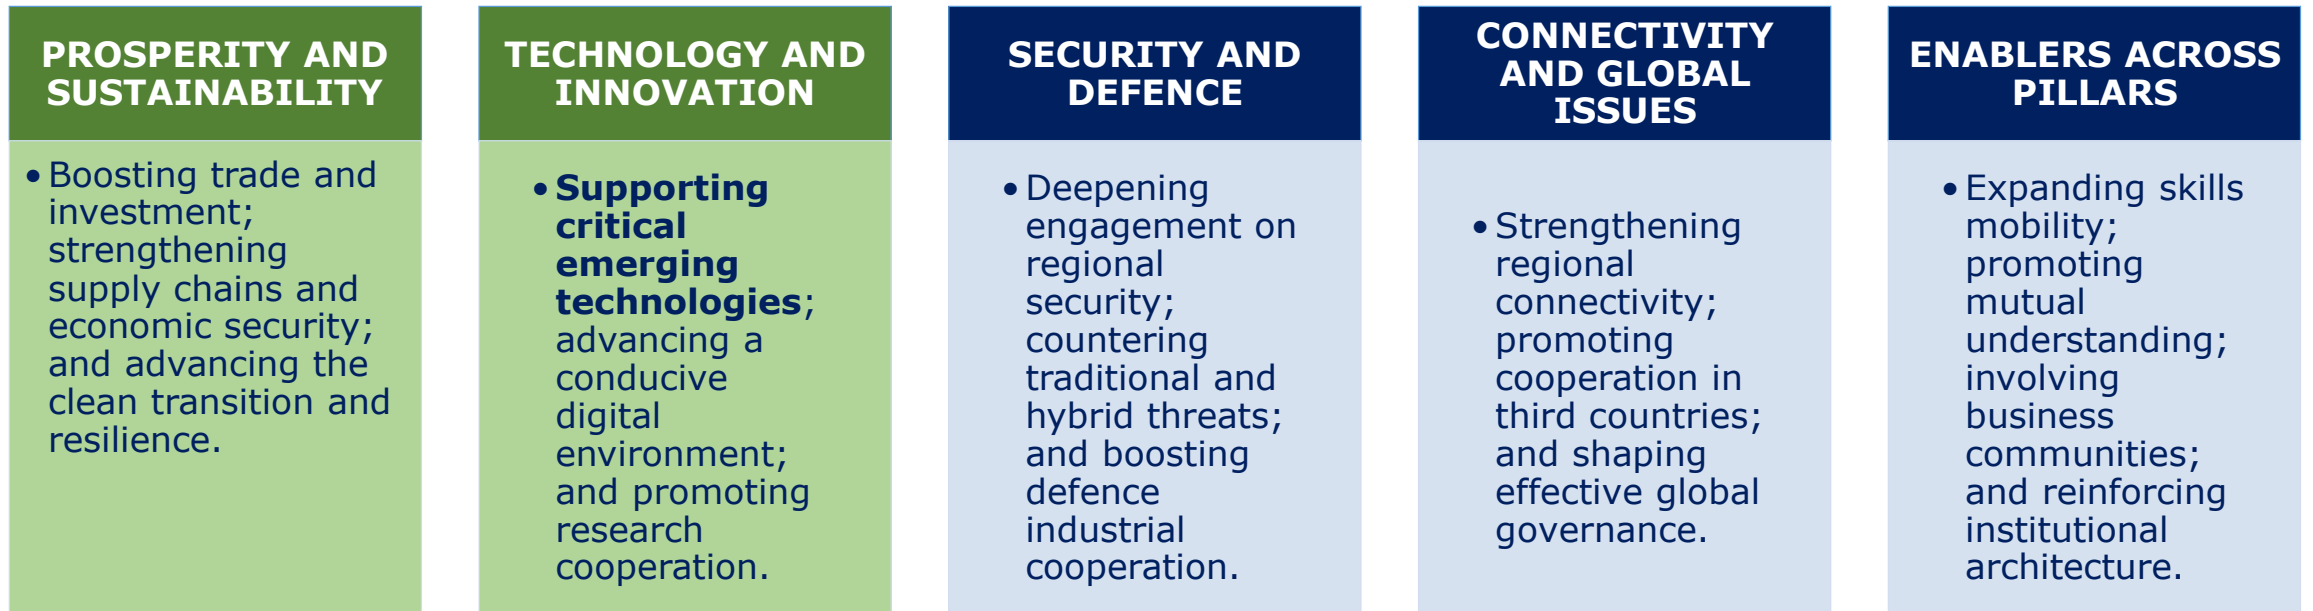 PROSPERITY AND
SUSTAINABILITY
• Boosting trade and
investment;
strengthening
supply chains and
economic security;
and advancing the
clean transition and
resilience.
TECHNOLOGY AND
INNOVATION
• Supporting
critical
emerging
technologies;
advancing a
conducive
digital
environment;
and promoting
research
cooperation.
SECURITY AND
DEFENCE
• Deepening
engagement on
regional
security;
countering
traditional and
hybrid threats;
and boosting
defence
industrial
cooperation.
CONNECTIVITY
AND GLOBAL
ISSUES
• Strengthening
regional
connectivity;
promoting
cooperation in
third countries;
and shaping
effective global
governance.
ENABLERS ACROSS
PILLARS
• Expanding skills
mobility;
promoting
mutual
understanding;
involving
business
communities;
and reinforcing
institutional
architecture.